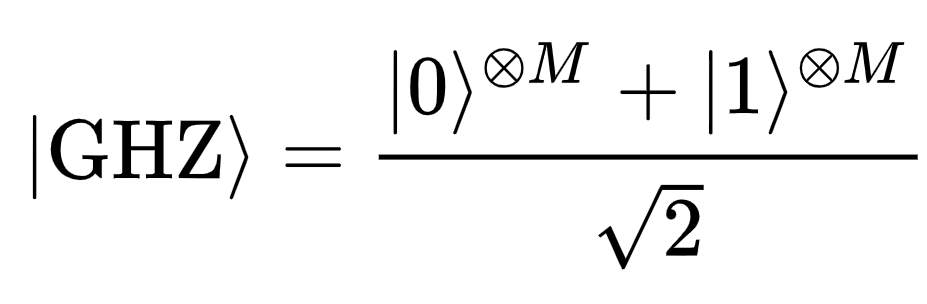 |GHZ⟩ = (|0⟩^{⊗M} + |1⟩^{⊗M}) / √2